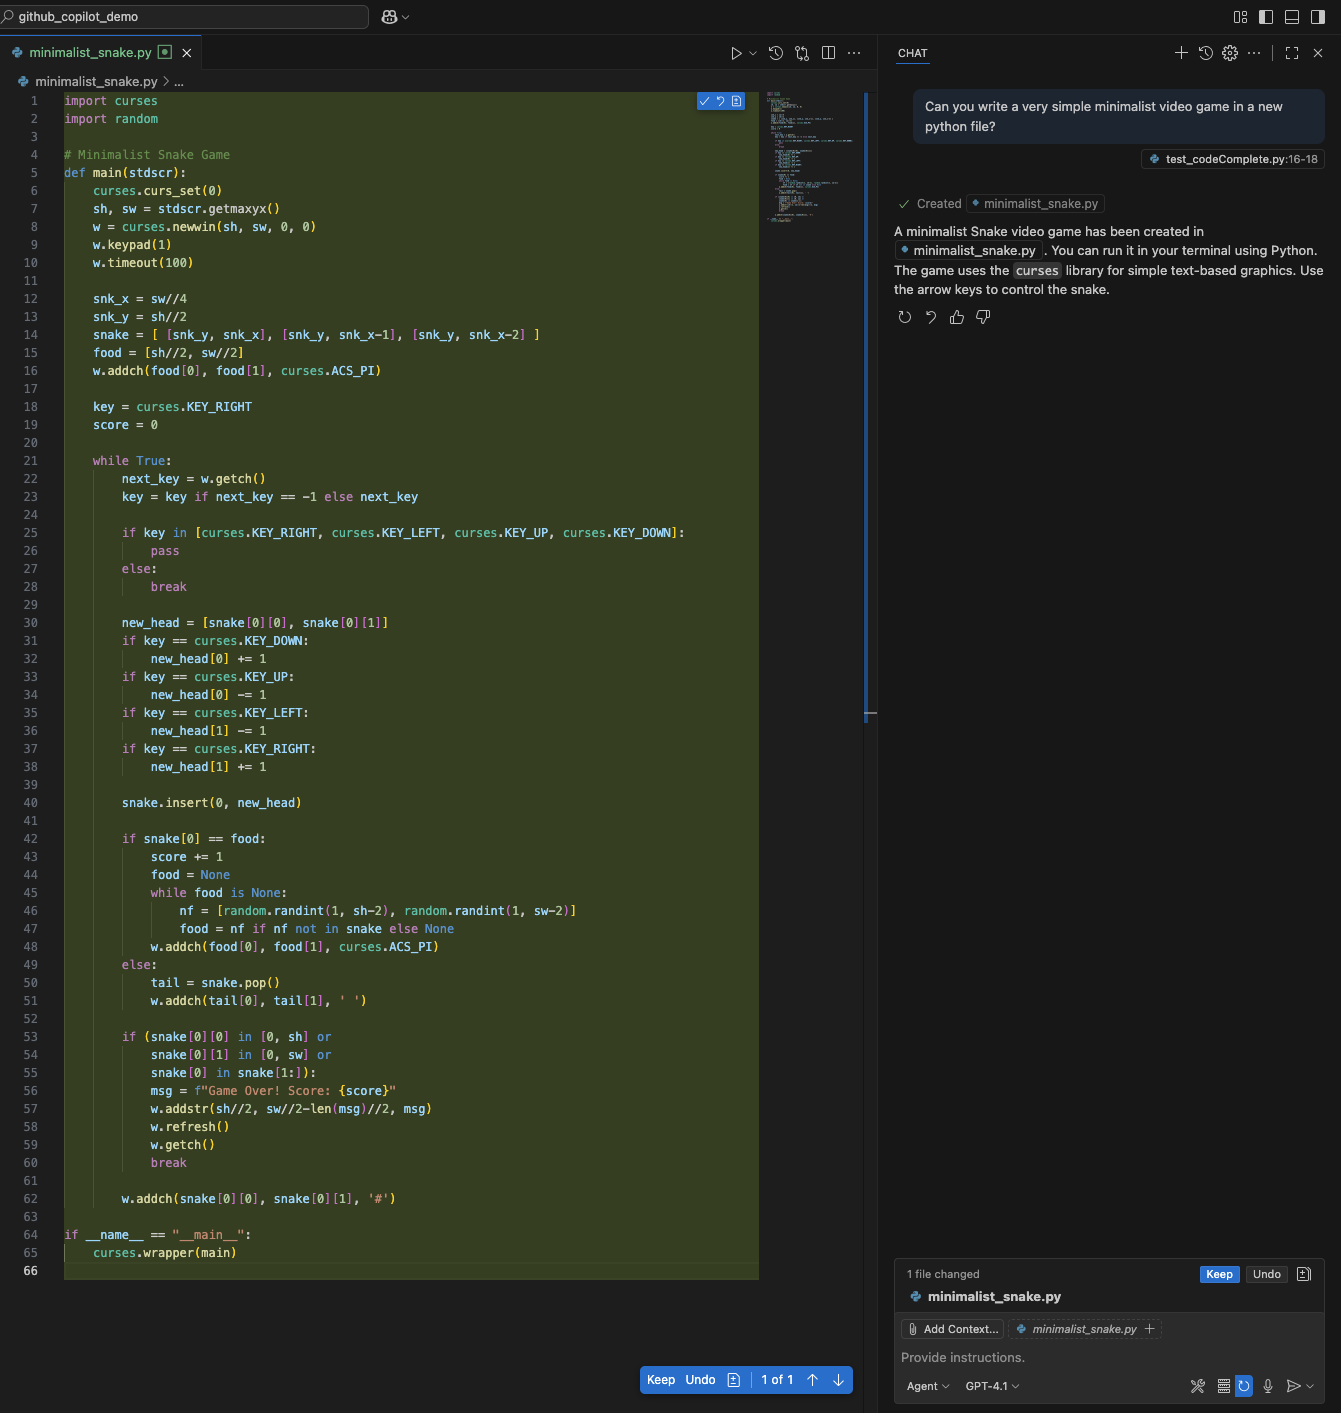 github_copilot_demo
minimalist_snake.py
minimalist_snake.py > ...
1 import curses
2 import random
3
4 # Minimalist Snake Game
5 def main(stdscr):
6     curses.curs_set(0)
7     sh, sw = stdscr.getmaxyx()
8     w = curses.newwin(sh, sw, 0, 0)
9     w.keypad(1)
10     w.timeout(100)
11
12     snk_x = sw//4
13     snk_y = sh//2
14     snake = [ [snk_y, snk_x], [snk_y, snk_x-1], [snk_y, snk_x-2] ]
15     food = [sh//2, sw//2]
16     w.addch(food[0], food[1], curses.ACS_PI)
17
18     key = curses.KEY_RIGHT
19     score = 0
20
21     while True:
22         next_key = w.getch()
23         key = key if next_key == -1 else next_key
24
25         if key in [curses.KEY_RIGHT, curses.KEY_LEFT, curses.KEY_UP, curses.KEY_DOWN]:
26             pass
27         else:
28             break
29
30         new_head = [snake[0][0], snake[0][1]]
31         if key == curses.KEY_DOWN:
32             new_head[0] += 1
33         if key == curses.KEY_UP:
34             new_head[0] -= 1
35         if key == curses.KEY_LEFT:
36             new_head[1] -= 1
37         if key == curses.KEY_RIGHT:
38             new_head[1] += 1
39
40         snake.insert(0, new_head)
41
42         if snake[0] == food:
43             score += 1
44             food = None
45             while food is None:
46                 nf = [random.randint(1, sh-2), random.randint(1, sw-2)]
47                 food = nf if nf not in snake else None
48             w.addch(food[0], food[1], curses.ACS_PI)
49         else:
50             tail = snake.pop()
51             w.addch(tail[0], tail[1], ' ')
52
53         if (snake[0][0] in [0, sh] or
54             snake[0][1] in [0, sw] or
55             snake[0] in snake[1:]):
56             msg = f"Game Over! Score: {score}"
57             w.addstr(sh//2, sw//2-len(msg)//2, msg)
58             w.refresh()
59             w.getch()
60             break
61
62         w.addch(snake[0][0], snake[0][1], '#')
63
64 if __name__ == "__main__":
65     curses.wrapper(main)
66
Keep Undo 1 of 1
CHAT
Can you write a very simple minimalist video game in a new
python file?
test_codeComplete.py:16-18
Created minimalist_snake.py
A minimalist Snake video game has been created in
minimalist_snake.py . You can run it in your terminal using Python.
The game uses the curses library for simple text-based graphics. Use
the arrow keys to control the snake.
1 file changed Keep Undo
minimalist_snake.py
Add Context... minimalist_snake.py
Provide instructions.
Agent GPT-4.1